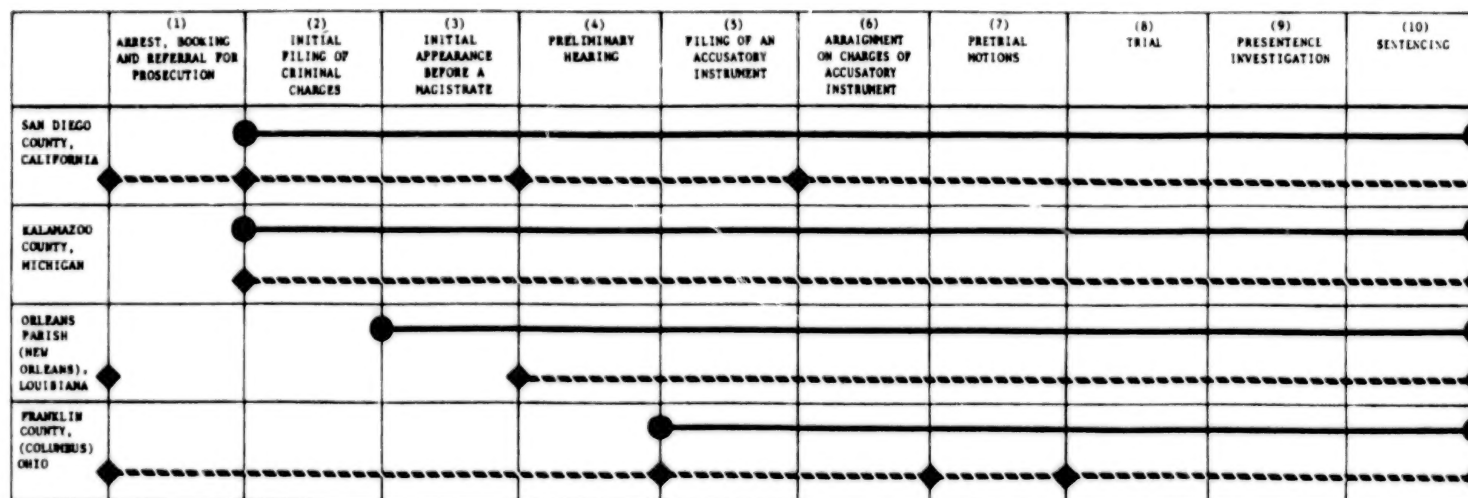 (1)
ARREST, BOOKING
AND REFERRAL FOR
PROSECUTION
(2)
INITIAL
FILING OF
CRIMINAL
CHARGES
(3)
INITIAL
APPEARANCE
BEFORE A
MAGISTRATE
(4)
PRELIMINARY
HEARING
(5)
FILING OF AN
ACCUSATORY
INSTRUMENT
(6)
ARRAIGNMENT
ON CHARGES OF
ACCUSATORY
INSTRUMENT
(7)
PRETRIAL
MOTIONS
(8)
TRIAL
(9)
PRESENTENCE
INVESTIGATION
(10)
SENTENCING
SAN DIEGO
COUNTY,
CALIFORNIA
KALAMAZOO
COUNTY,
MICHIGAN
ORLEANS
PARISH
(NEW
ORLEANS),
LOUISIANA
FRANKLIN
COUNTY,
(COLUMBUS)
OHIO